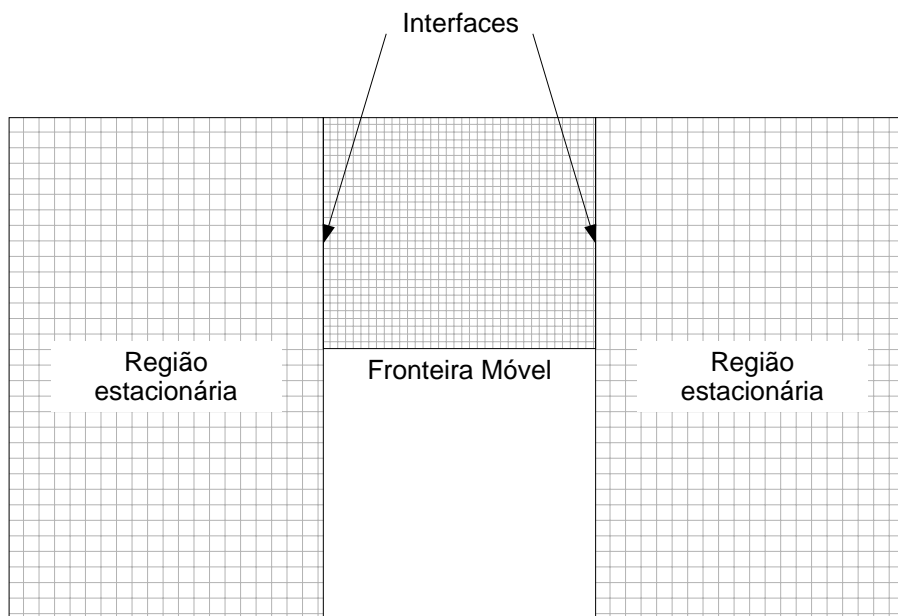 Interfaces
Região
estacionária
Fronteira Móvel
Região
estacionária